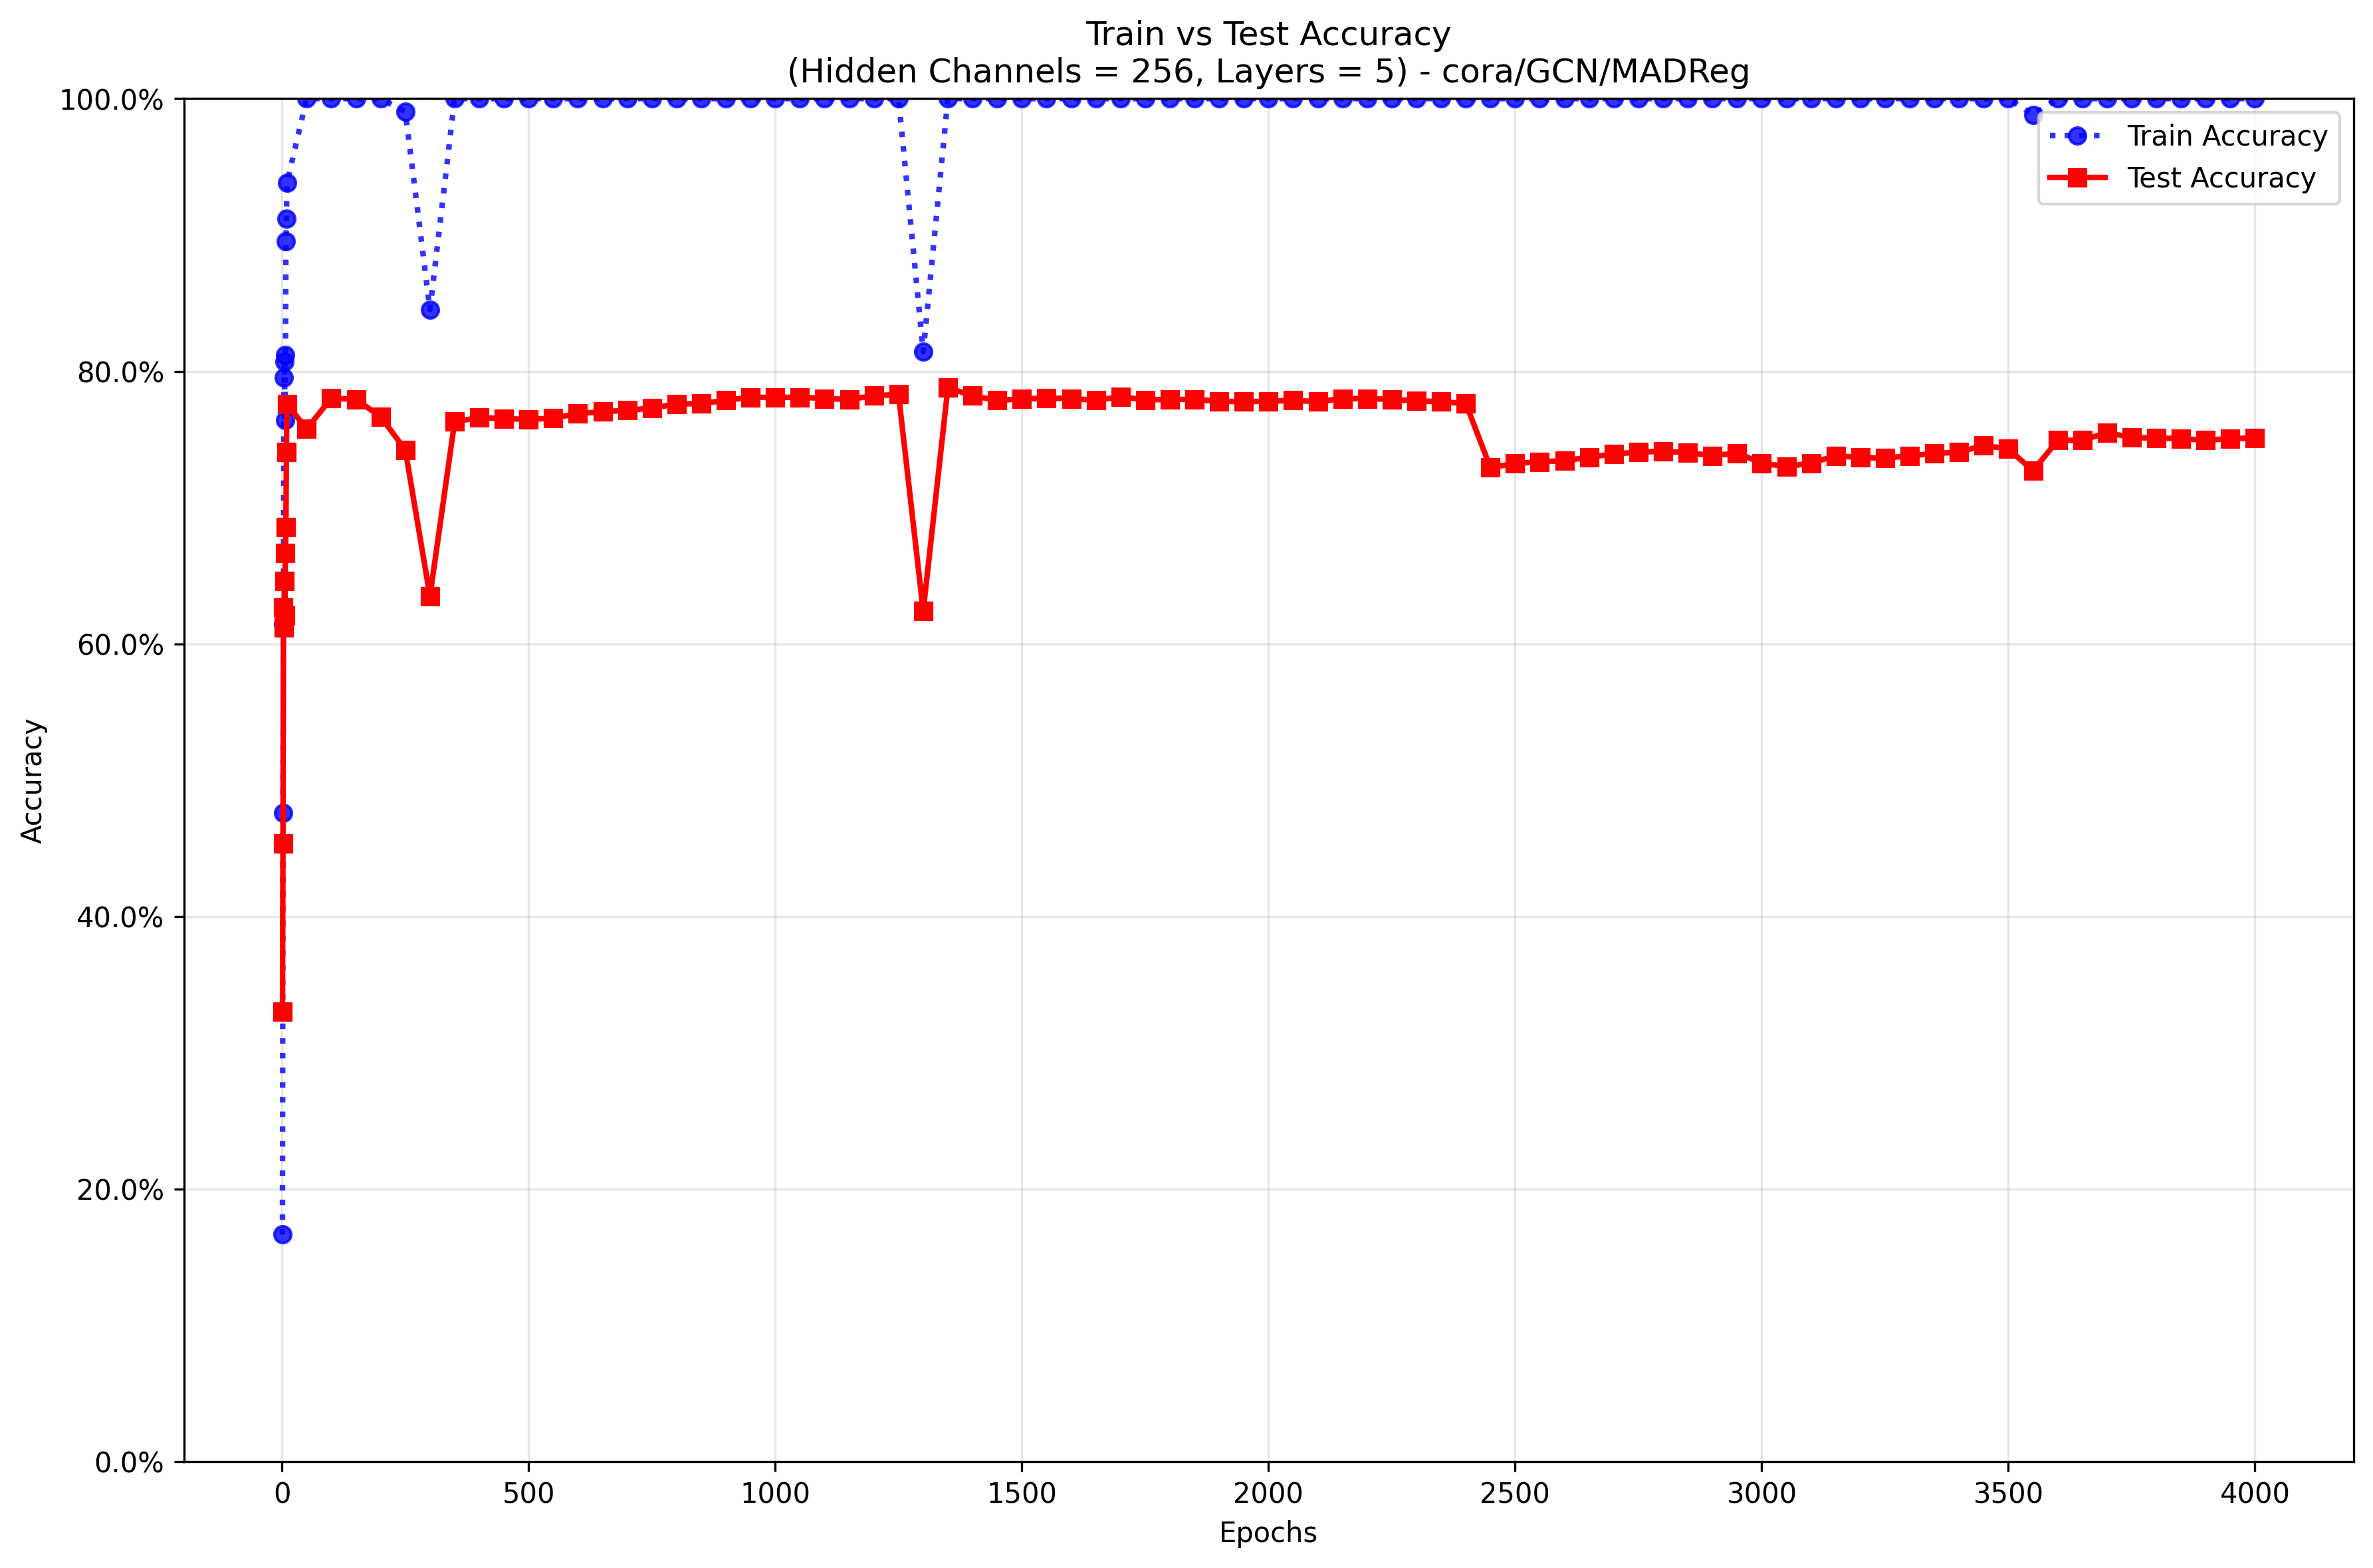 Train vs Test Accuracy
(Hidden Channels = 256, Layers = 5) - cora/GCN/MADReg
100.0%
80.0%
60.0%
40.0%
20.0%
0.0%
Accuracy
Train Accuracy
Test Accuracy
0 500 1000 1500 2000 2500 3000 3500 4000
Epochs